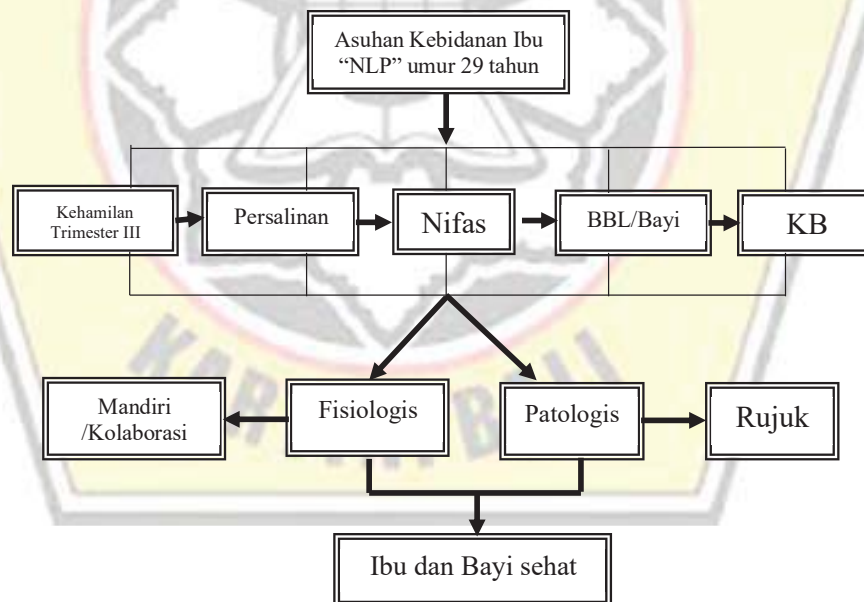 Asuhan Kebidanan Ibu
“NLP” umur 29 tahun
Kehamilan
Trimester III
Persalinan
Nifas
BBL/Bayi
KB
Mandiri
/Kolaborasi
Fisiologis
Patologis
Rujuk
Ibu dan Bayi sehat